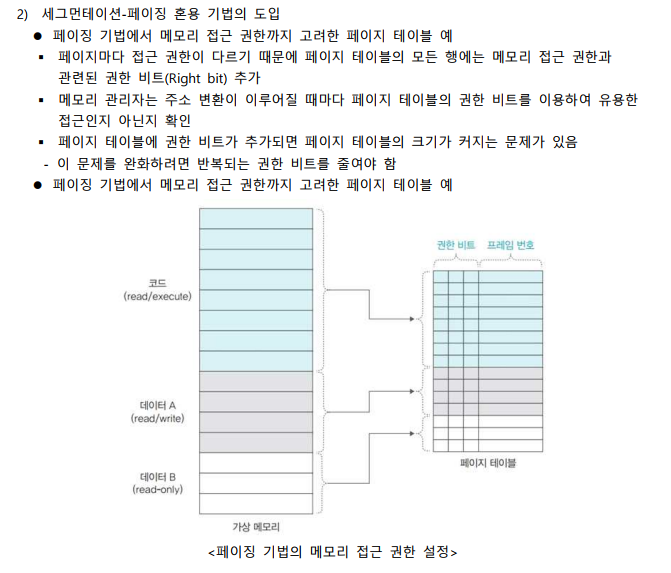 2) 세그먼테이션-페이징 혼용 기법의 도입
● 페이징 기법에서 메모리 접근 권한까지 고려한 페이지 테이블 예
▪ 페이지마다 접근 권한이 다르기 때문에 페이지 테이블의 모든 행에는 메모리 접근 권한과
관련된 권한 비트(Right bit) 추가
▪ 메모리 관리자는 주소 변환이 이루어질 때마다 페이지 테이블의 권한 비트를 이용하여 유용한
접근인지 아닌지 확인
▪ 페이지 테이블에 권한 비트가 추가되면 페이지 테이블의 크기가 커지는 문제가 있음
- 이 문제를 완화하려면 반복되는 권한 비트를 줄여야 함
● 페이징 기법에서 메모리 접근 권한까지 고려한 페이지 테이블 예
권한 비트 프레임 번호
코드
(read/execute)
데이터 A
(read/write)
페이지 테이블
데이터 B
(read-only)
가상 메모리
<페이징 기법의 메모리 접근 권한 설정>